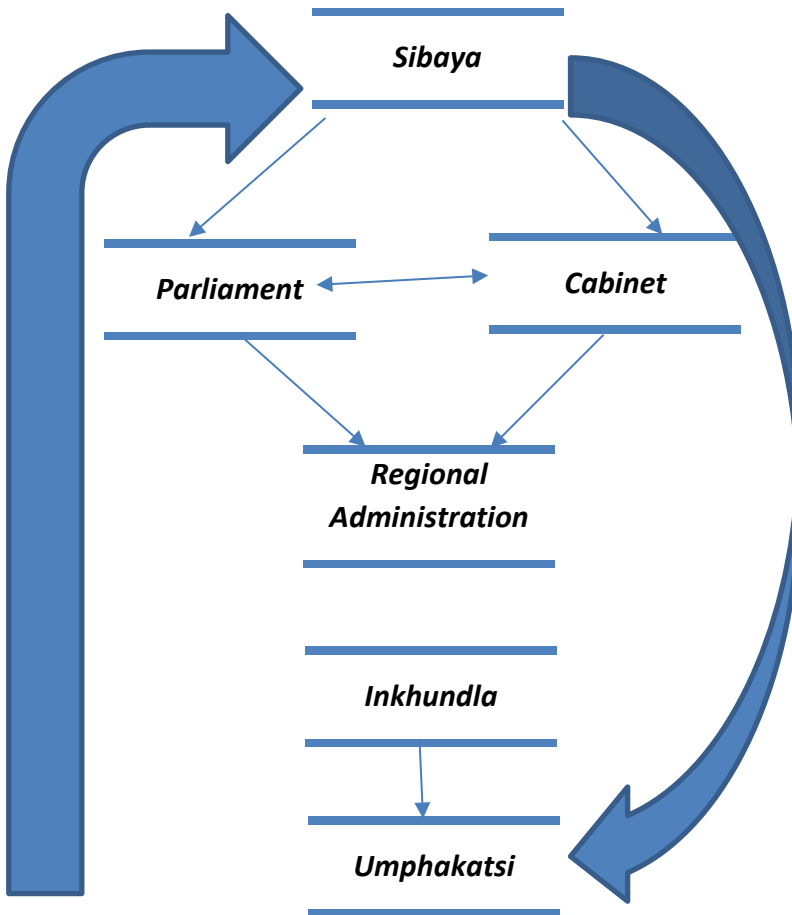 Sibaya
Parliament
Cabinet
Regional
Administration
Inkhundla
Umphakatsi